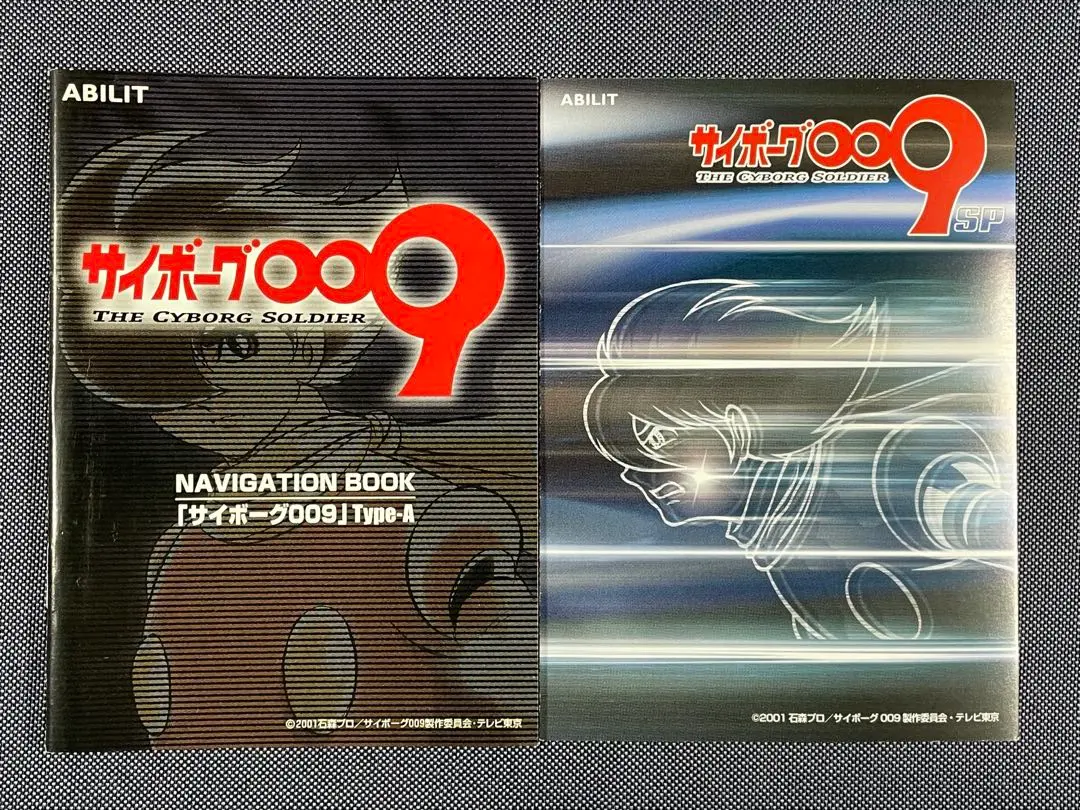 ABILIT
サイボーグ009
THE CYBORG SOLDIER
NAVIGATION BOOK
「サイボーグ009」Type-A
©2001石森プロ／サイボーグ009製作委員会・テレビ東京
ABILIT
サイボーグ009
THE CYBORG SOLDIER
SP
©2001 石森プロ／サイボーグ 009 製作委員会・テレビ東京